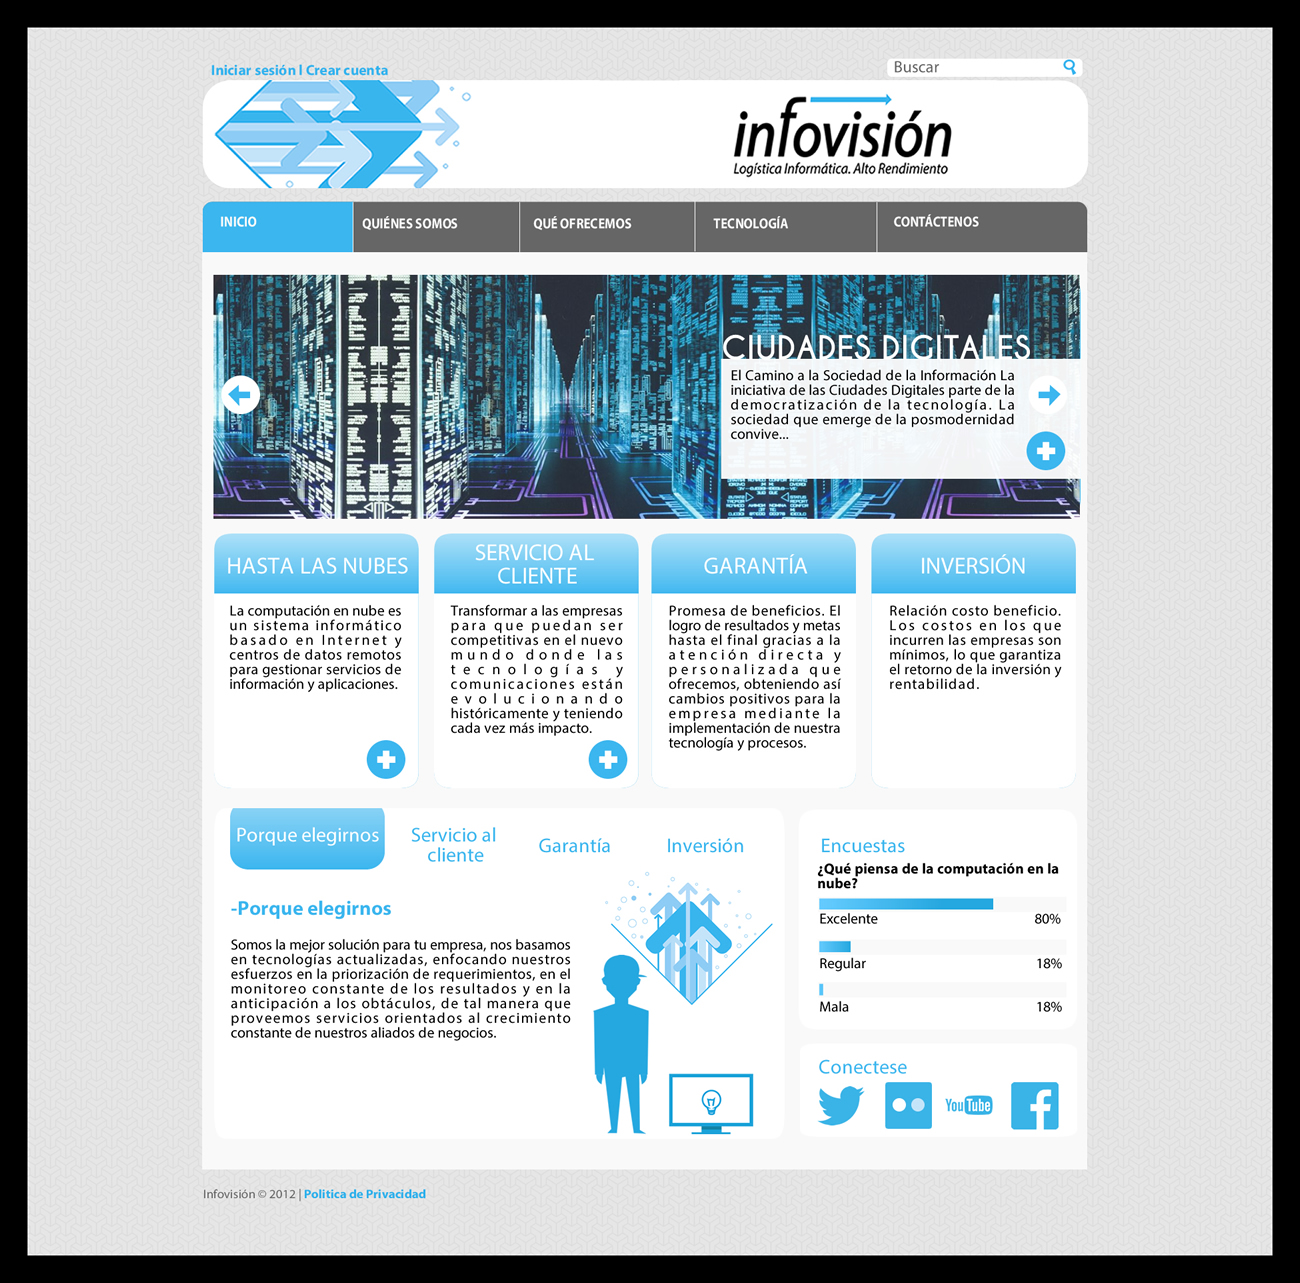 Iniciar sesión I Crear cuenta
Buscar
infovisión
Logística Informática. Alto Rendimiento
INICIO
QUIÉNES SOMOS
QUÉ OFRECEMOS
TECNOLOGÍA
CONTÁCTENOS
CIUDADES DIGITALES
El Camino a la Sociedad de la Información La
iniciativa de las Ciudades Digitales parte de la
democratización de la tecnología. La
sociedad que emerge de la posmodernidad
convive...
HASTA LAS NUBES
La computación en nube es
un sistema informático
basado en Internet y
centros de datos remotos
para gestionar servicios de
información y aplicaciones.
SERVICIO AL
CLIENTE
Transformar a las empresas
para que puedan ser
competitivas en el nuevo
mundo donde las
tecnologías y
comunicaciones están
evolucionando
históricamente y teniendo
cada vez más impacto.
GARANTÍA
Promesa de beneficios. El
logro de resultados y metas
hasta el final gracias a la
atención directa y
personalizada que
ofrecemos, obteniendo así
cambios positivos para la
empresa mediante la
implementación de nuestra
tecnología y procesos.
INVERSIÓN
Relación costo beneficio.
Los costos en los que
incurren las empresas son
mínimos, lo que garantiza
el retorno de la inversión y
rentabilidad.
Porque elegirnos
Servicio al
cliente
Garantía
Inversión
-Porque elegirnos
Somos la mejor solución para tu empresa, nos basamos
en tecnologías actualizadas, enfocando nuestros
esfuerzos en la priorización de requerimientos, en el
monitoreo constante de los resultados y en la
anticipación a los obtáculos, de tal manera que
proveemos servicios orientados al crecimiento
constante de nuestros aliados de negocios.
Encuestas
¿Qué piensa de la computación en la
nube?
Excelente 80%
Regular 18%
Mala 18%
Conectese
YouTube
Infovisión © 2012 | Politica de Privacidad